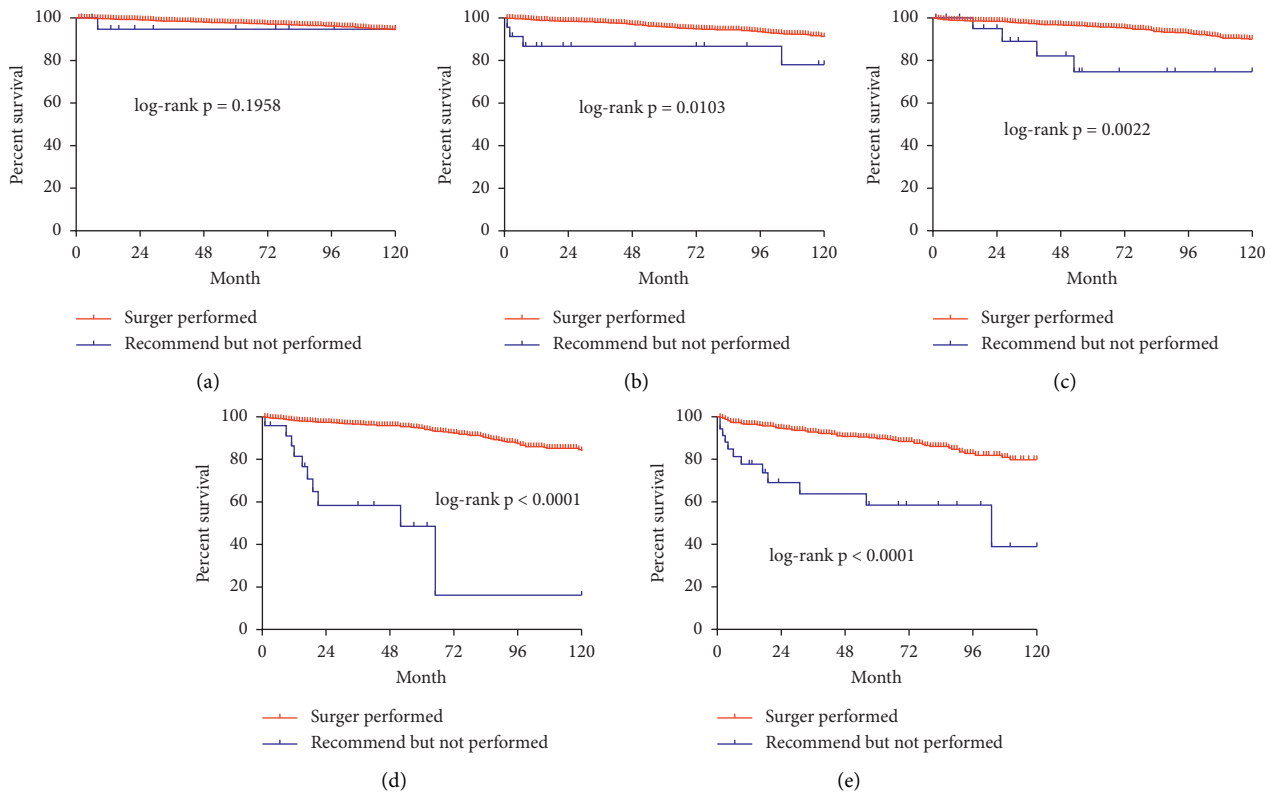 100
80
60
40
20
0
Percent survival
log-rank p = 0.1958
0 24 48 72 96 120
Month
Surger performed
Recommend but not performed
(a)
100
80
60
40
20
0
Percent survival
log-rank p = 0.0103
0 24 48 72 96 120
Month
Surger performed
Recommend but not performed
(b)
100
80
60
40
20
0
Percent survival
log-rank p = 0.0022
0 24 48 72 96 120
Month
Surger performed
Recommend but not performed
(c)
100
80
60
40
20
0
Percent survival
log-rank p < 0.0001
0 24 48 72 96 120
Month
Surger performed
Recommend but not performed
(d)
100
80
60
40
20
0
Percent survival
log-rank p < 0.0001
0 24 48 72 96 120
Month
Surger performed
Recommend but not performed
(e)